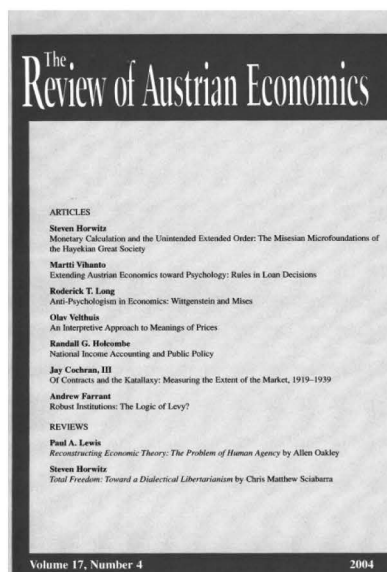 The
Review of Austrian Economics
ARTICLES
Steven Horwitz
Monetary Calculation and the Unintended Extended Order: The Misesian Microfoundations of
the Hayekian Great Society
Martti Vihanto
Extending Austrian Economics toward Psychology: Rules in Loan Decisions
Roderick T. Long
Anti-Psychologism in Economics: Wittgenstein and Mises
Olav Velthuis
An Interpretive Approach to Meanings of Prices
Randall G. Holcombe
National Income Accounting and Public Policy
Jay Cochran, III
Of Contracts and the Katallaxy: Measuring the Extent of the Market, 1919–1939
Andrew Farrant
Robust Institutions: The Logic of Levy?
REVIEWS
Paul A. Lewis
Reconstructing Economic Theory: The Problem of Human Agency by Allen Oakley
Steven Horwitz
Total Freedom: Toward a Dialectical Libertarianism by Chris Matthew Sciabarra
Volume 17, Number 4 2004